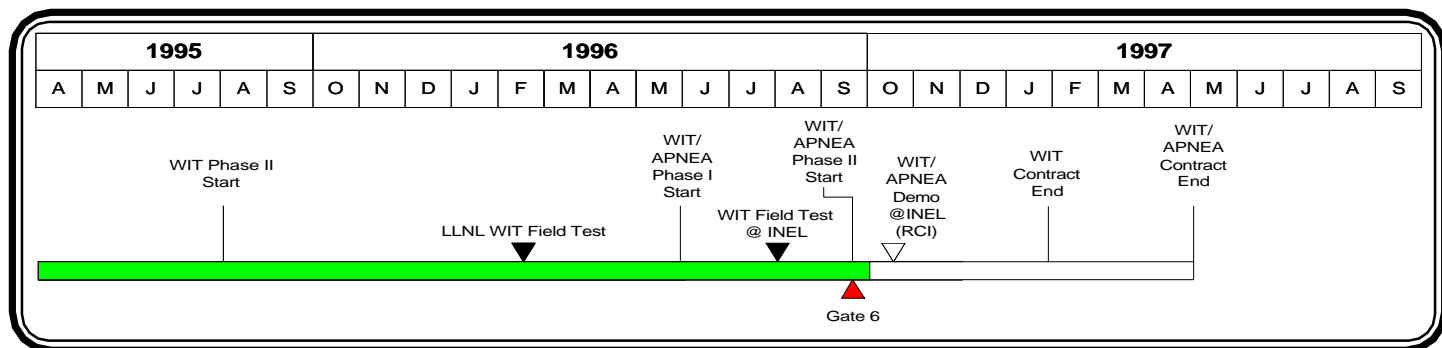 1995 1996 1997
A M J J A S O N D J F M A M J J A S O N D J F M A M J J A S
WIT Phase II
Start
LLNL WIT Field Test
WIT/
APNEA
Phase I
Start
WIT Field Test
@ INEL
WIT/
APNEA
Phase II
Start
WIT/
APNEA
Demo
@INEL
(RCI)
WIT
Contract
End
WIT/
APNEA
Contract
End
Gate 6